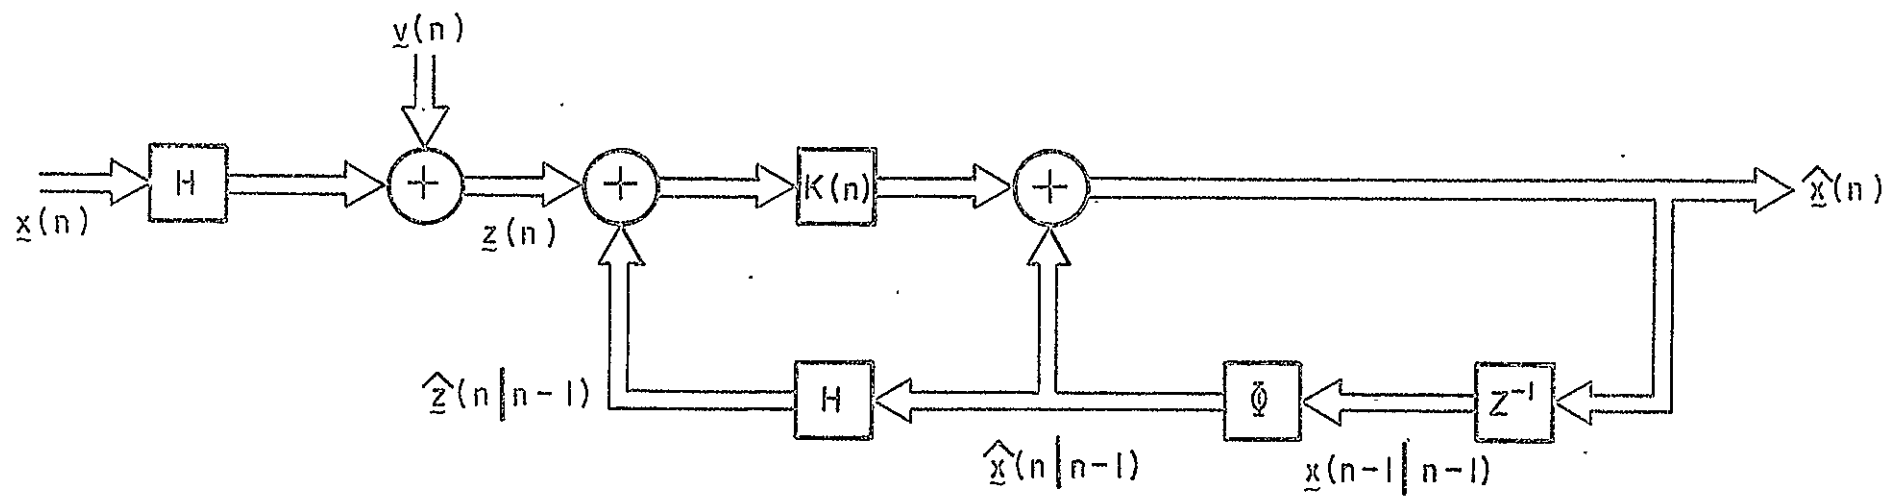 v(n)
H
+
+
K(n)
+
x̂(n)
x(n)
z(n)
ẑ(n|n-1)
H
Φ
Z⁻¹
x̂(n|n-1)
x(n-1|n-1)